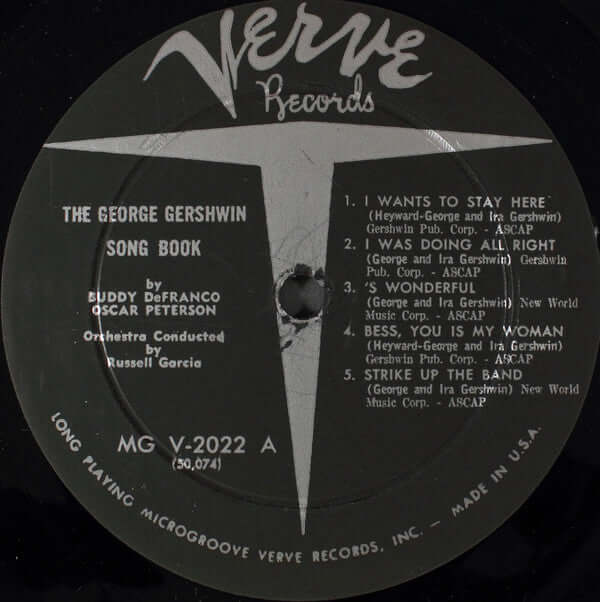 VERVE
Records
THE GEORGE GERSHWIN
SONG BOOK
by
BUDDY DeFRANCO
OSCAR PETERSON
Orchestra Conducted
by
Russell Garcia
MG V-2022 A
(50,074)
1. I WANTS TO STAY HERE
(Heyward-George and Ira Gershwin)
Gershwin Pub. Corp. - ASCAP
2. I WAS DOING ALL RIGHT
(George and Ira Gershwin) Gershwin
Pub. Corp. - ASCAP
3. 'S WONDERFUL
(George and Ira Gershwin) New World
Music Corp. - ASCAP
4. BESS, YOU IS MY WOMAN
(Heyward-George and Ira Gershwin)
Gershwin Pub. Corp. - ASCAP
5. STRIKE UP THE BAND
(George and Ira Gershwin) New World
Music Corp. - ASCAP
LONG PLAYING MICROGROOVE VERVE RECORDS, INC. — MADE IN U.S.A.